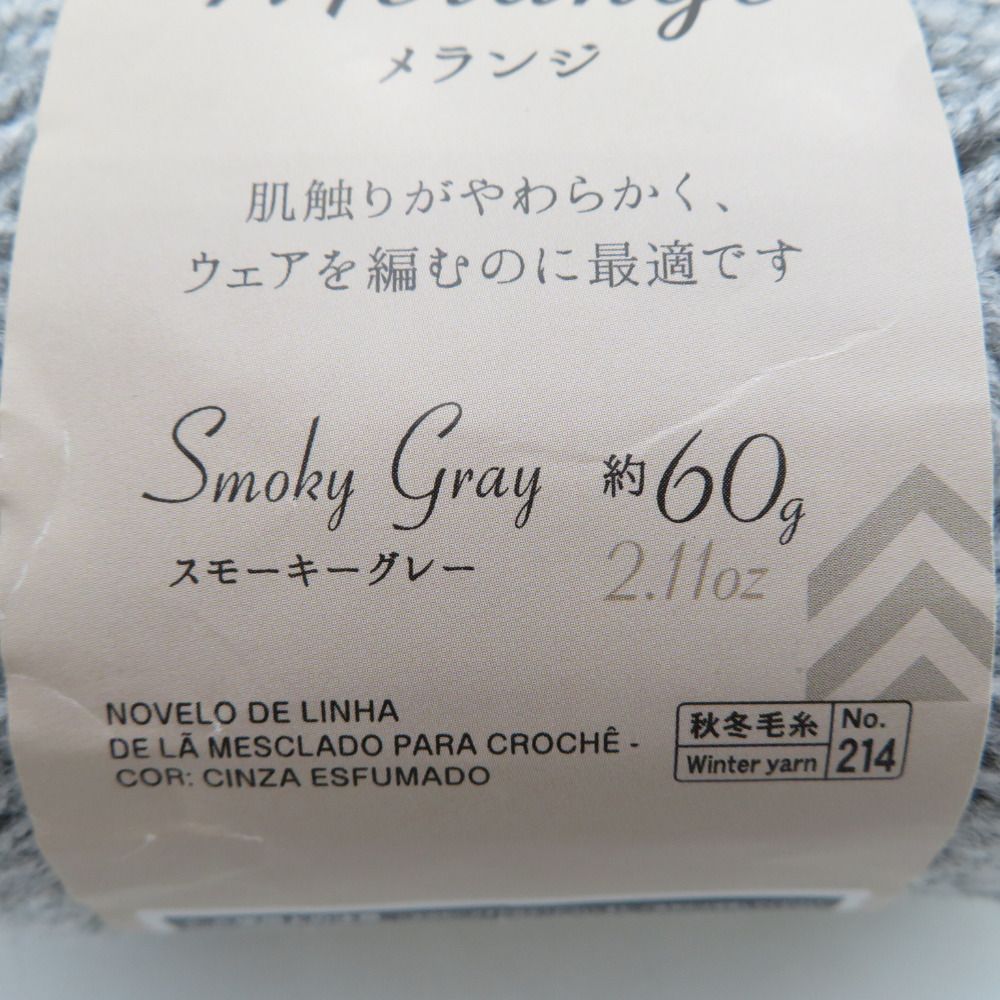 Melange
メランジ
肌触りがやわらかく、
ウェアを編むのに最適です
Smoky Gray 約60g
スモーキーグレー 2.11oz
NOVELO DE LINHA
DE LÃ MESCLADO PARA CROCHÊ -
COR: CINZA ESFUMADO
秋冬毛糸 No.
Winter yarn 214